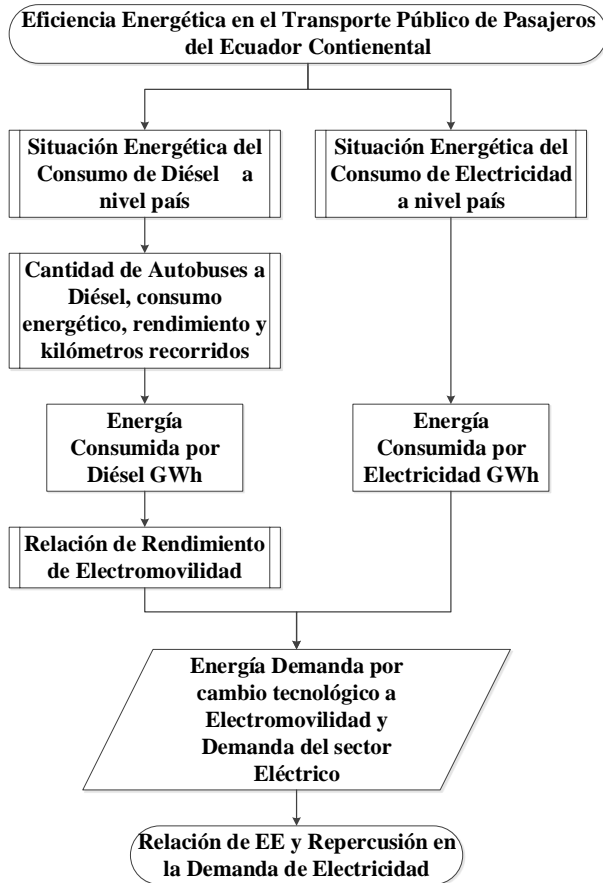 Eficiencia Energética en el Transporte Público de Pasajeros
del Ecuador Contienental
Situación Energética del
Consumo de Diésel a
nivel país
Situación Energética del
Consumo de Electricidad
a nivel país
Cantidad de Autobuses a
Diésel, consumo
energético, rendimiento y
kilómetros recorridos
Energía
Consumida por
Diésel GWh
Energía
Consumida por
Electricidad GWh
Relación de Rendimiento
de Electromovilidad
Energía Demanda por
cambio tecnológico a
Electromovilidad y
Demanda del sector
Eléctrico
Relación de EE y Repercusión en
la Demanda de Electricidad